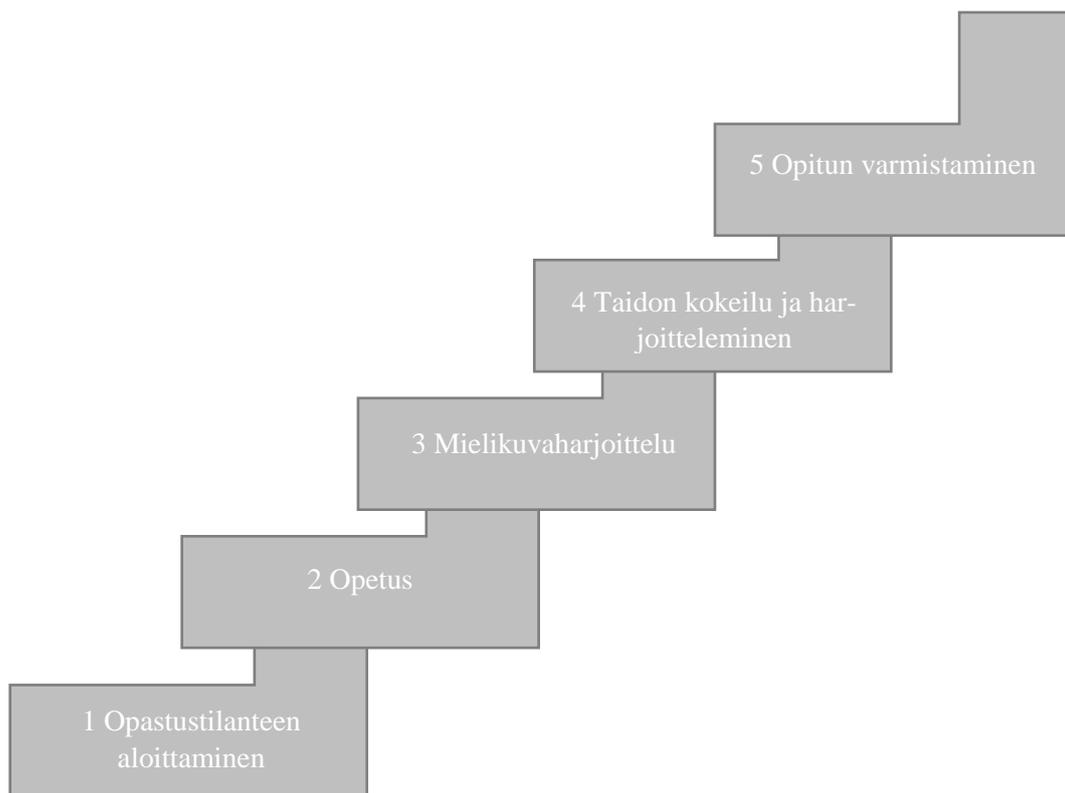 5 Opitun varmistaminen
4 Taidon kokeilu ja har-
joitteleminen
3 Mielikuvaharjoittelu
2 Opetus
1 Opastustilanteen
aloittaminen